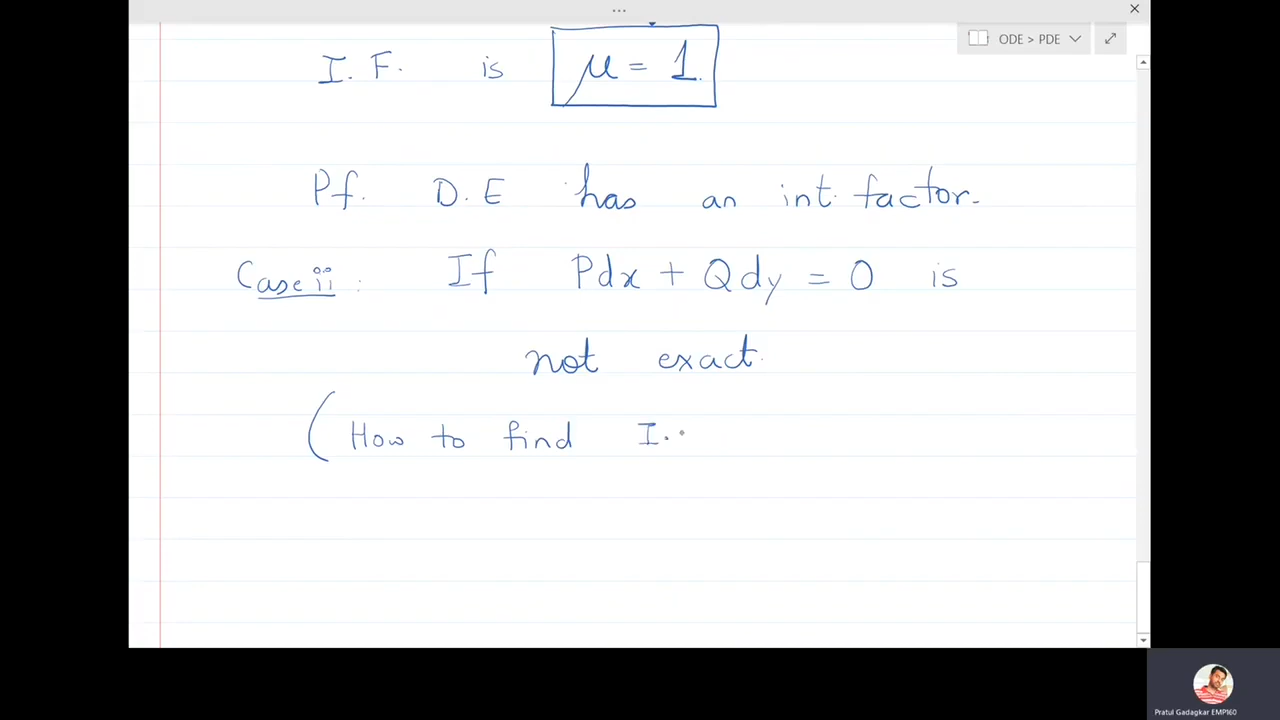 ...
ODE > PDE
I.F. is μ = 1.
Pf. D.E has an int. factor.
Case ii : If Pdx + Qdy = 0 is
not exact.
(How to find I.
Pratul Gadagkar EMP160